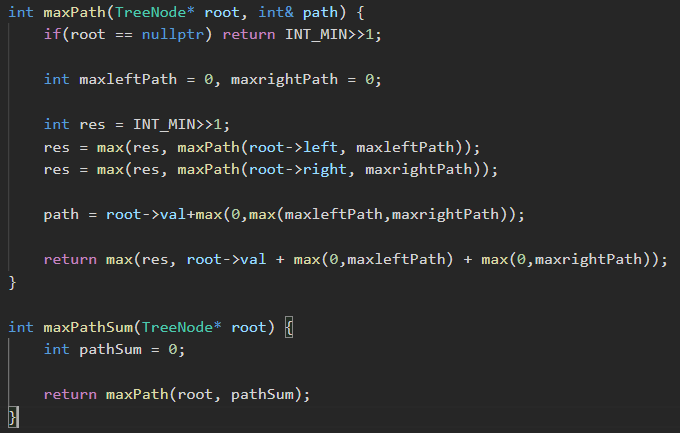 int maxPath(TreeNode* root, int& path) {
    if(root == nullptr) return INT_MIN>>1;

    int maxleftPath = 0, maxrightPath = 0;

    int res = INT_MIN>>1;
    res = max(res, maxPath(root->left, maxleftPath));
    res = max(res, maxPath(root->right, maxrightPath));

    path = root->val+max(0,max(maxleftPath,maxrightPath));

    return max(res, root->val + max(0,maxleftPath) + max(0,maxrightPath));
}

int maxPathSum(TreeNode* root) {
    int pathSum = 0;

    return maxPath(root, pathSum);
}